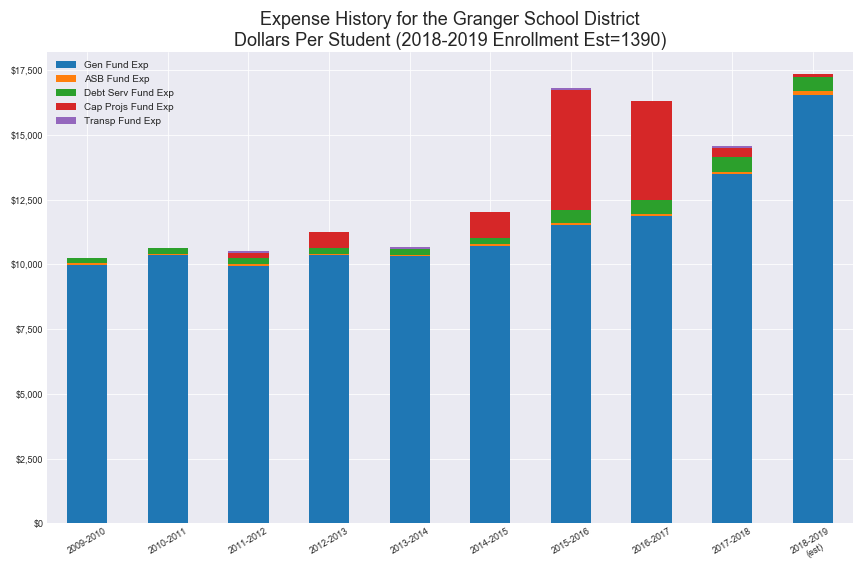 Expense History for the Granger School District
Dollars Per Student (2018-2019 Enrollment Est=1390)
Gen Fund Exp
ASB Fund Exp
Debt Serv Fund Exp
Cap Projs Fund Exp
Transp Fund Exp
$17,500
$15,000
$12,500
$10,000
$7,500
$5,000
$2,500
$0
2009-2010
2010-2011
2011-2012
2012-2013
2013-2014
2014-2015
2015-2016
2016-2017
2017-2018
2018-2019
(est)